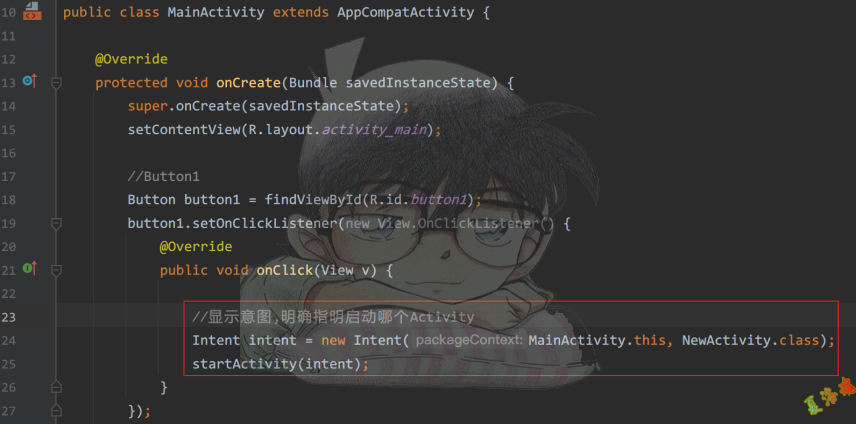 10 public class MainActivity extends AppCompatActivity {
11
12 @Override
13 protected void onCreate(Bundle savedInstanceState) {
14 super.onCreate(savedInstanceState);
15 setContentView(R.layout.activity_main);
16
17 //Button1
18 Button button1 = findViewById(R.id.button1);
19 button1.setOnClickListener(new View.OnClickListener() {
20 @Override
21 public void onClick(View v) {
22
23 //显示意图,明确指明启动哪个Activity
24 Intent intent = new Intent( packageContext: MainActivity.this, NewActivity.class);
25 startActivity(intent);
26 }
27 });